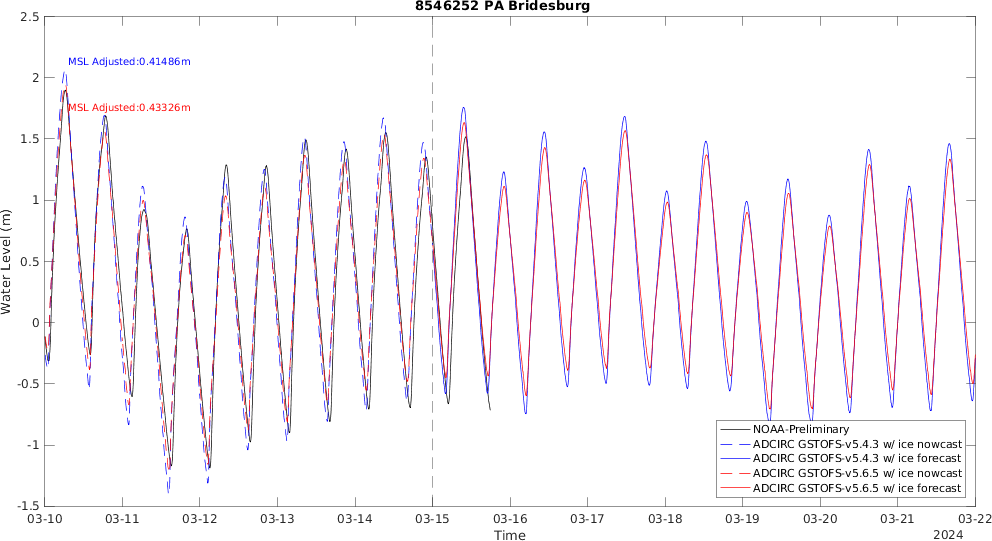 8546252 PA Bridesburg
2.5
MSL Adjusted:0.41486m
2
MSL Adjusted:0.43326m
1.5
1
Water Level (m)
0.5
0
-0.5
NOAA-Preliminary
ADCIRC GSTOFS-v5.4.3 w/ ice nowcast
ADCIRC GSTOFS-v5.4.3 w/ ice forecast
ADCIRC GSTOFS-v5.6.5 w/ ice nowcast
ADCIRC GSTOFS-v5.6.5 w/ ice forecast
-1
-1.5
03-10 03-11 03-12 03-13 03-14 03-15 03-16 03-17 03-18 03-19 03-20 03-21 03-22
Time
2024